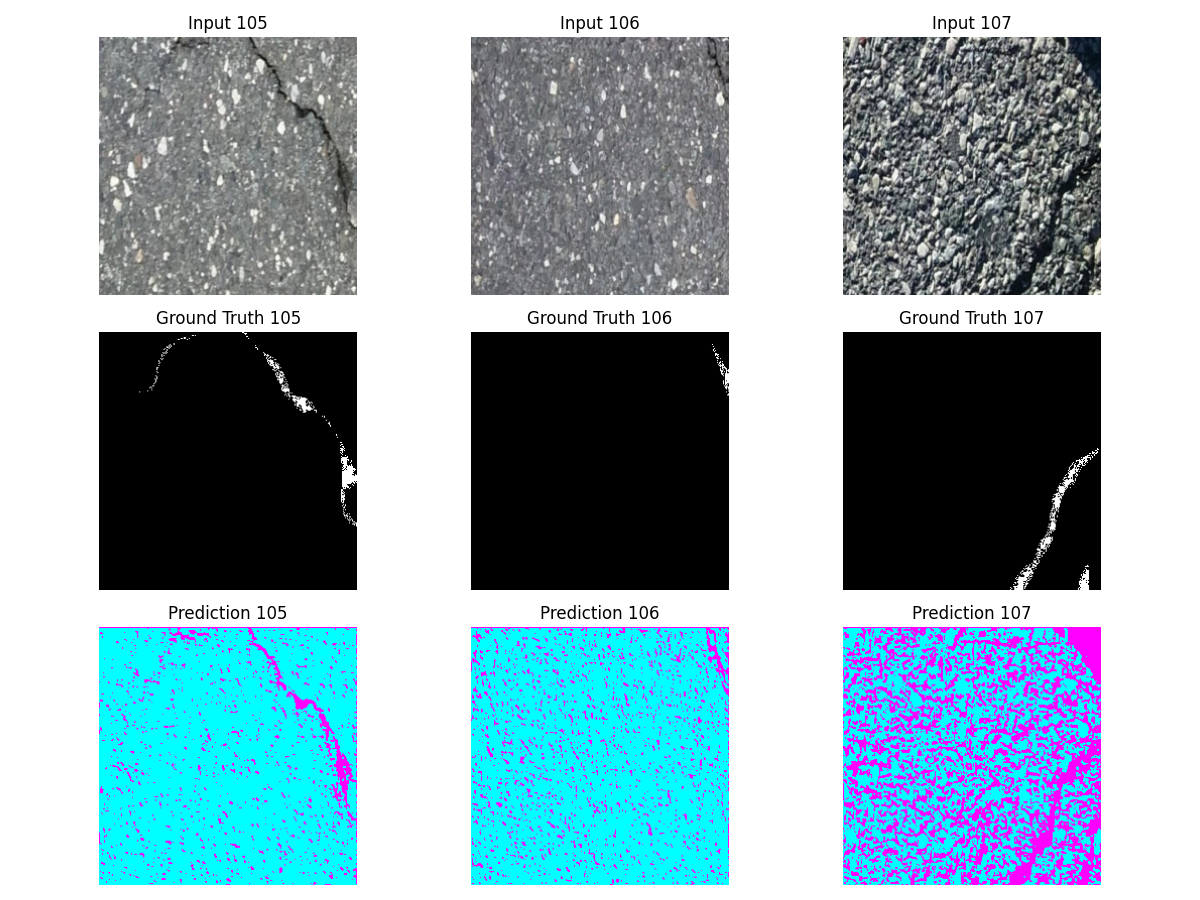 Input 105
Input 106
Input 107
Ground Truth 105
Ground Truth 106
Ground Truth 107
Prediction 105
Prediction 106
Prediction 107